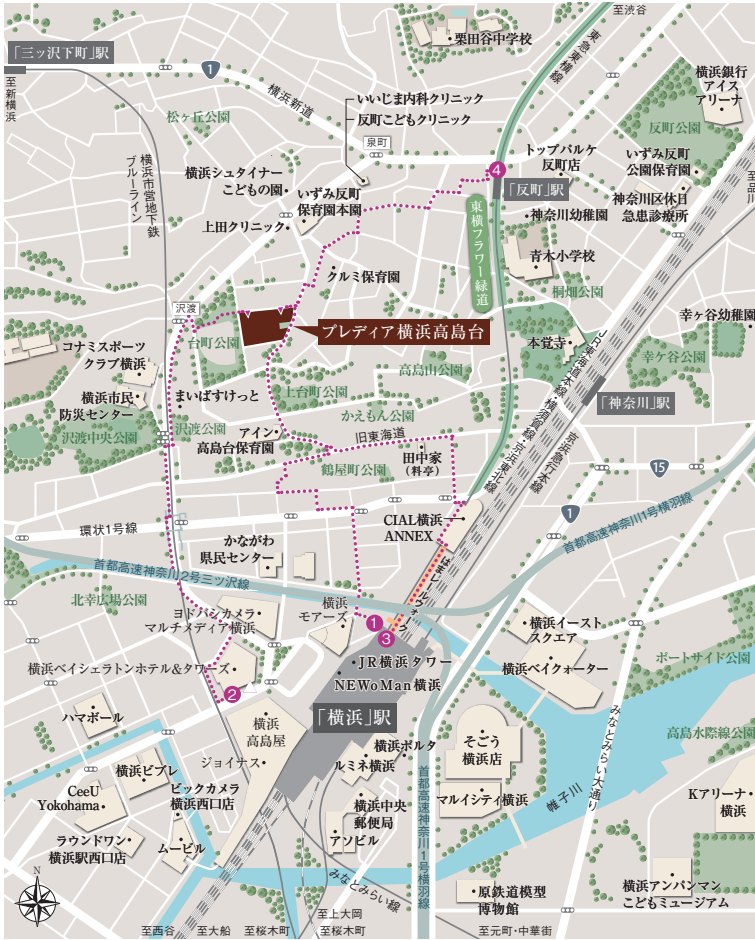 至渋谷
「三ッ沢下町」駅
至新横浜
1
横浜新道
栗田谷中学校
東急東横線
横浜銀行
アイス
アリーナ
松ヶ丘公園
いいじま内科クリニック
反町こどもクリニック
泉町
反町公園
横浜市営地下鉄
ブルーライン
横浜シュタイナー
こどもの園
いずみ反町
保育園本園
上田クリニック
4
トップパルケ
反町店
「反町」駅
いずみ反町
公園保育園
神奈川区休日
急患診療所
至品川
神奈川幼稚園
東横フラワー緑道
青木小学校
クルミ保育園
桐畑公園
沢渡
台町公園
プレディア横浜高島台
本覚寺
幸ヶ谷幼稚園
幸ケ谷公園
コナミスポーツ
クラブ横浜
横浜市民
防災センター
まいばすけっと
上台町公園
高島山公園
JR東海道本線・横須賀線・京浜東北線
「神奈川」駅
京浜急行本線
沢渡中央公園
沢渡公園
アイン
高島台保育園
かえもん公園
旧東海道
田中家
(料亭)
鶴屋町公園
15
1
環状1号線
かながわ
県民センター
CIAL横浜
ANNEX
はまレールウォーク
首都高速神奈川1号横羽線
首都高速神奈川2号三ツ沢線
北幸広場公園
ヨドバシカメラ
マルチメディア横浜
横浜
モアーズ
1
3
横浜イースト
スクエア
横浜ベイシェラトンホテル&タワーズ
2
JR横浜タワー
NEWoMan横浜
横浜ベイクォーター
ポートサイド公園
「横浜」駅
ハマボール
横浜
高島屋
ジョイナス
横浜ポルタ
ルミネ横浜
そごう
横浜店
みなとみらい大通り
高島水際線公園
横浜ビブレ
CeeU
Yokohama
ビックカメラ
横浜西口店
横浜中央
郵便局
マルイシティ横浜
帷子川
Kアリーナ
横浜
ラウンドワン
横浜駅西口店
ムービル
アソビル
首都高速神奈川1号横羽線
みなとみらい線
原鉄道模型
博物館
横浜アンパンマン
こどもミュージアム
N
至西谷
至大船
至桜木町
至上大岡
至桜木町
至元町・中華街